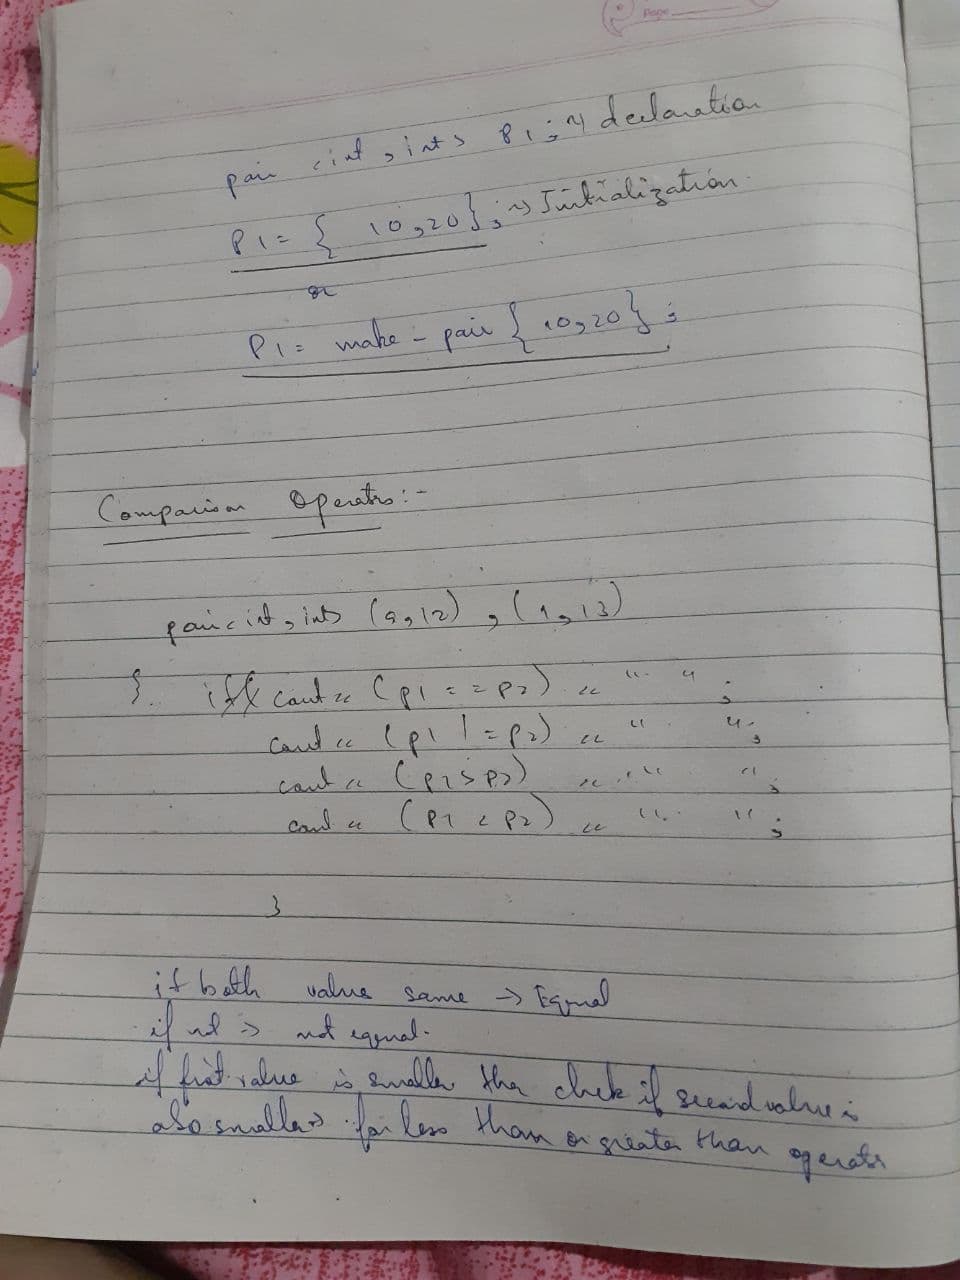 Page
pair <int, int> P1; → declaration
P1 = { 10, 20 }; → Initialization.
or
P1 = make - pair { 10, 20 } ;
Comparison Operators :-
pair <int, int> (9, 12) , (1, 13)
{ cout << (p1 = = p2) << " " ;
cout << (p1 ! = p2) << " " ;
cout << (p1 > p2) << " " ;
cout << (P1 < p2) << " " ;
}
if both value same → Equal
if not → not equal.
if first value is smaller the chek if second value is
also smaller for less than or greater than operator